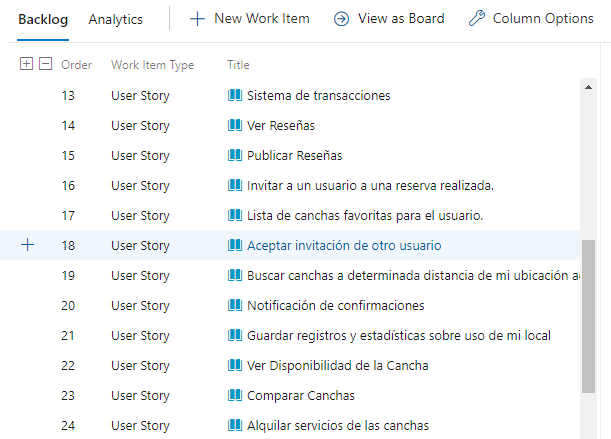 Backlog Analytics New Work Item View as Board Column Options
Order Work Item Type Title
13 User Story Sistema de transacciones
14 User Story Ver Reseñas
15 User Story Publicar Reseñas
16 User Story Invitar a un usuario a una reserva realizada.
17 User Story Lista de canchas favoritas para el usuario.
18 User Story Aceptar invitación de otro usuario
19 User Story Buscar canchas a determinada distancia de mi ubicación
20 User Story Notificación de confirmaciones
21 User Story Guardar registros y estadísticas sobre uso de mi local
22 User Story Ver Disponibilidad de la Cancha
23 User Story Comparar Canchas
24 User Story Alquilar servicios de las canchas